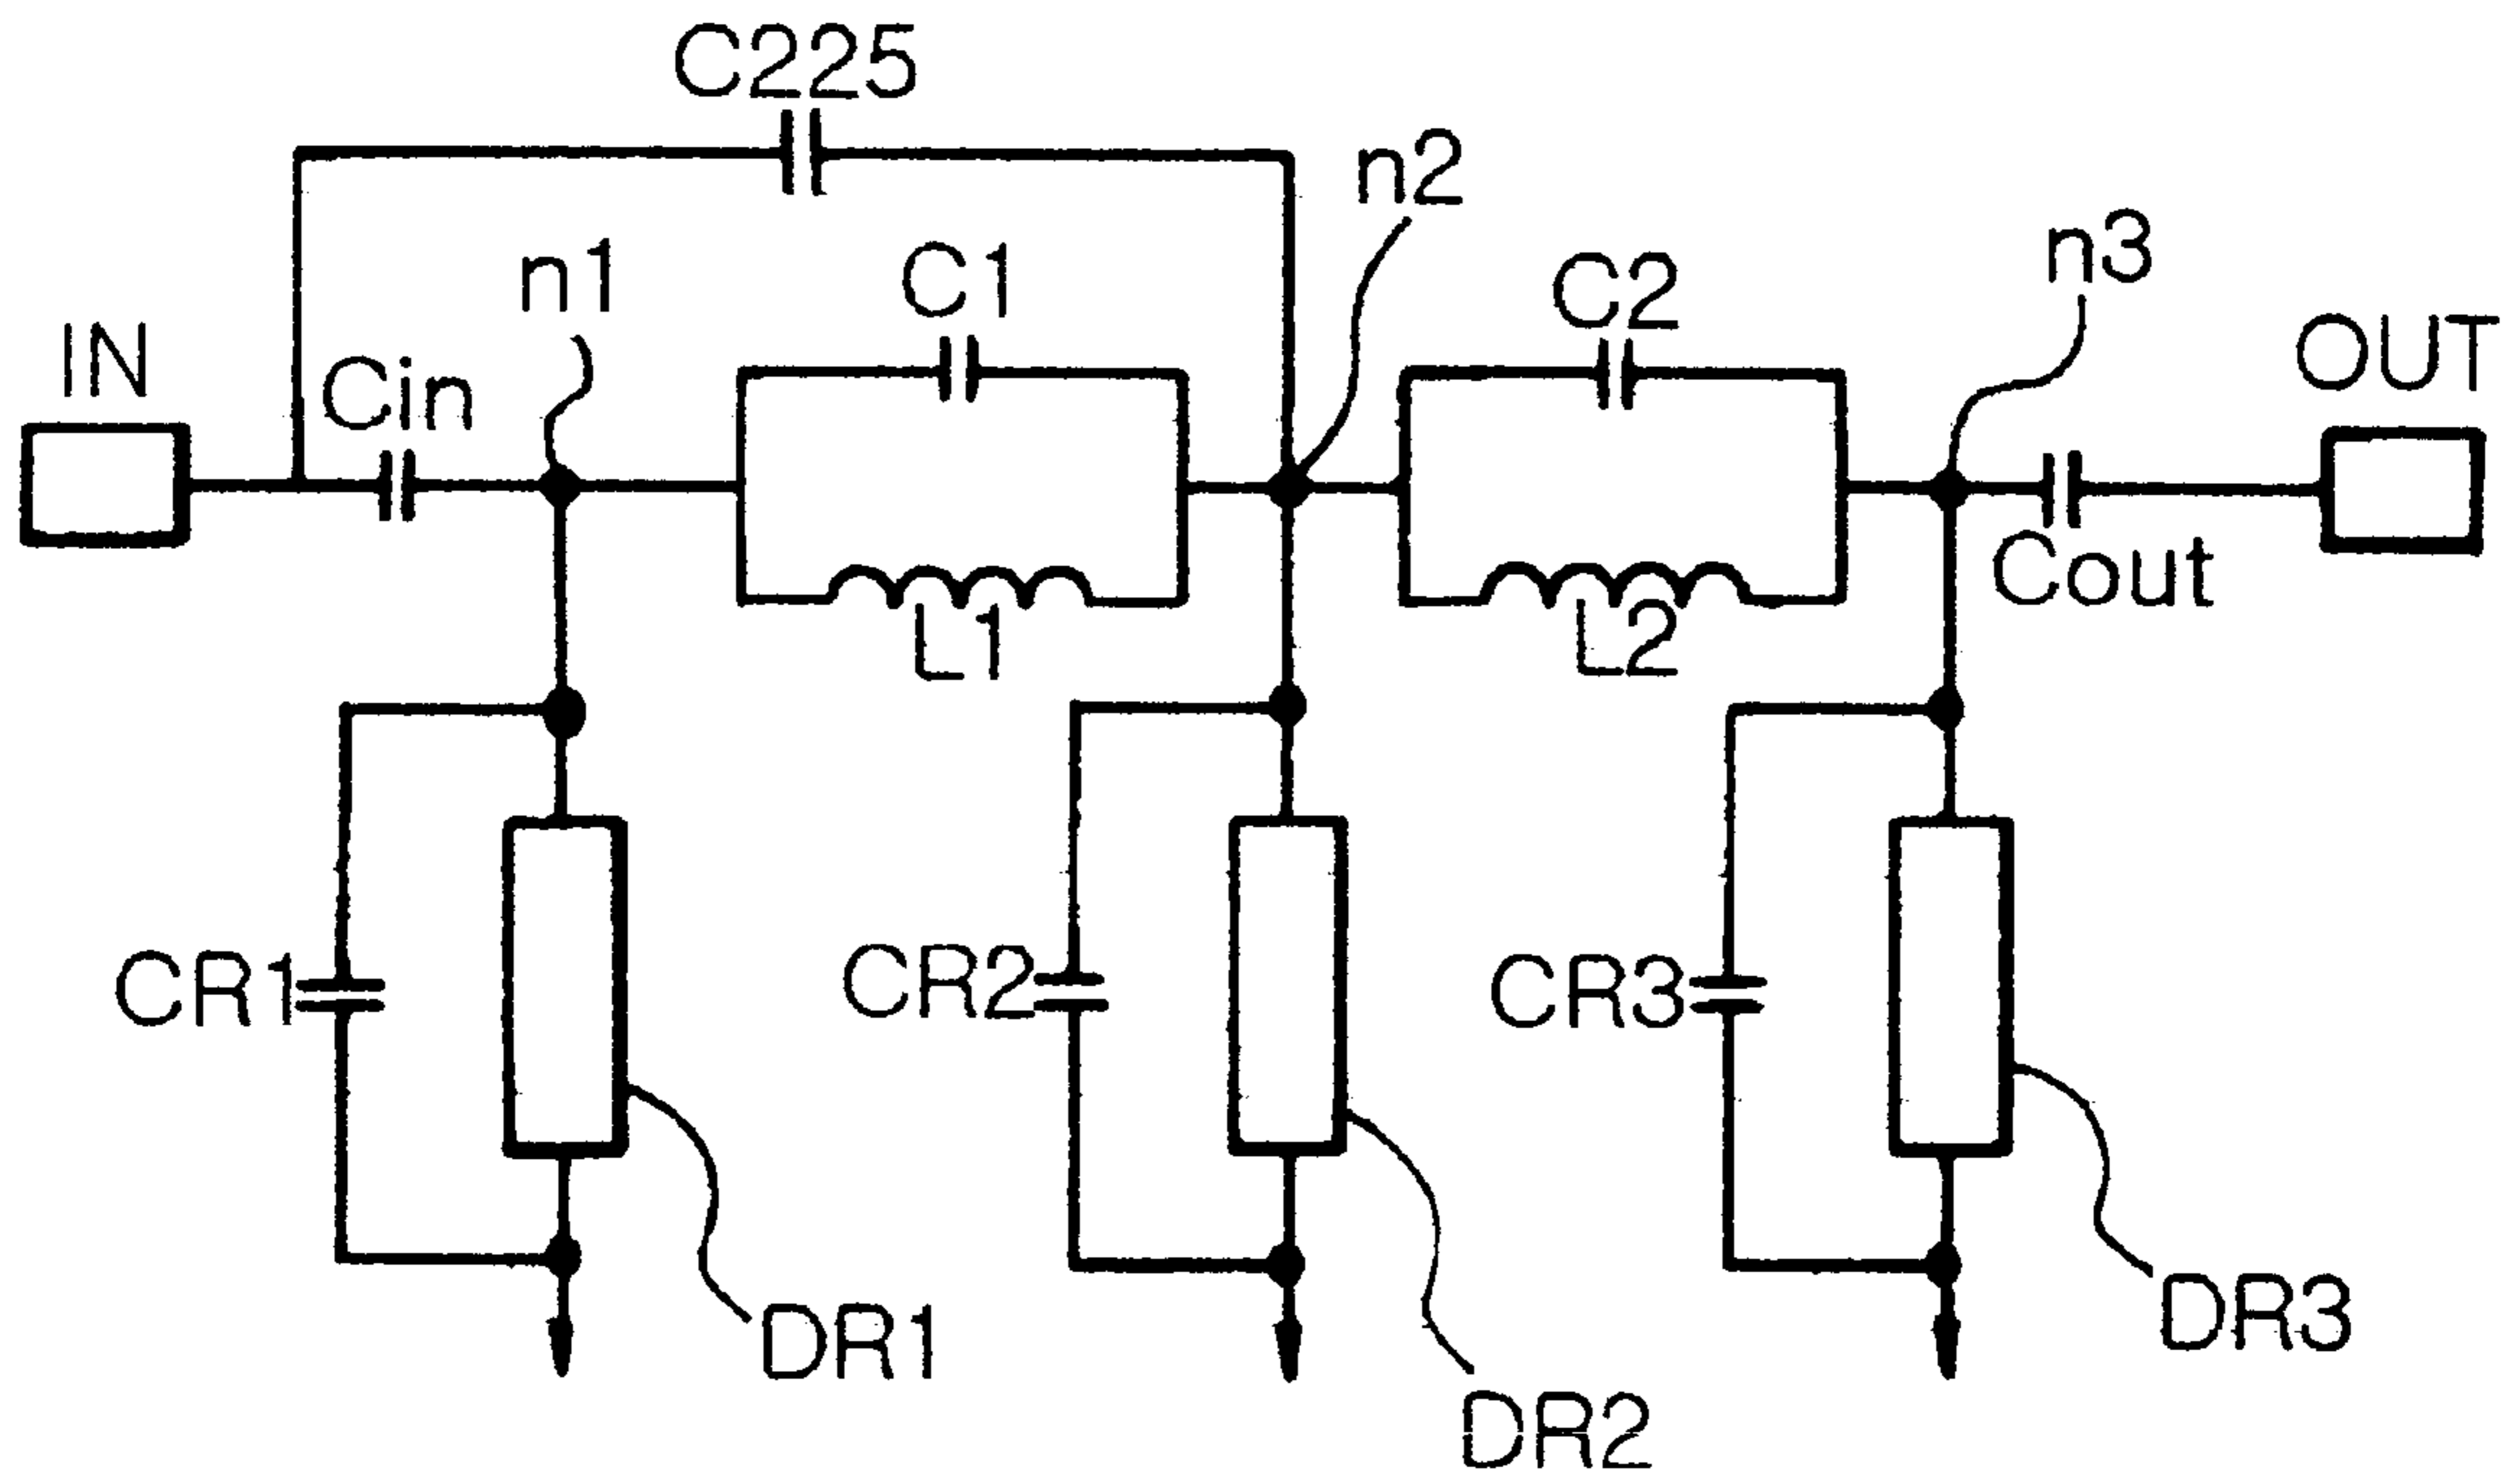 C225
n2
n3
n1
C1
C2
IN
OUT
Cin
Cout
L1
L2
CR1
CR2
CR3
DR1
DR3
DR2